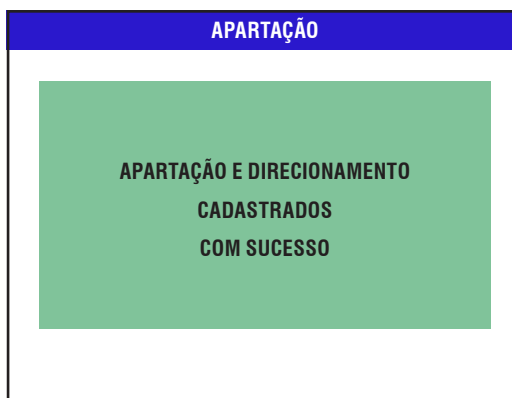 APARTAÇÃO
APARTAÇÃO E DIRECIONAMENTO
CADASTRADOS
COM SUCESSO